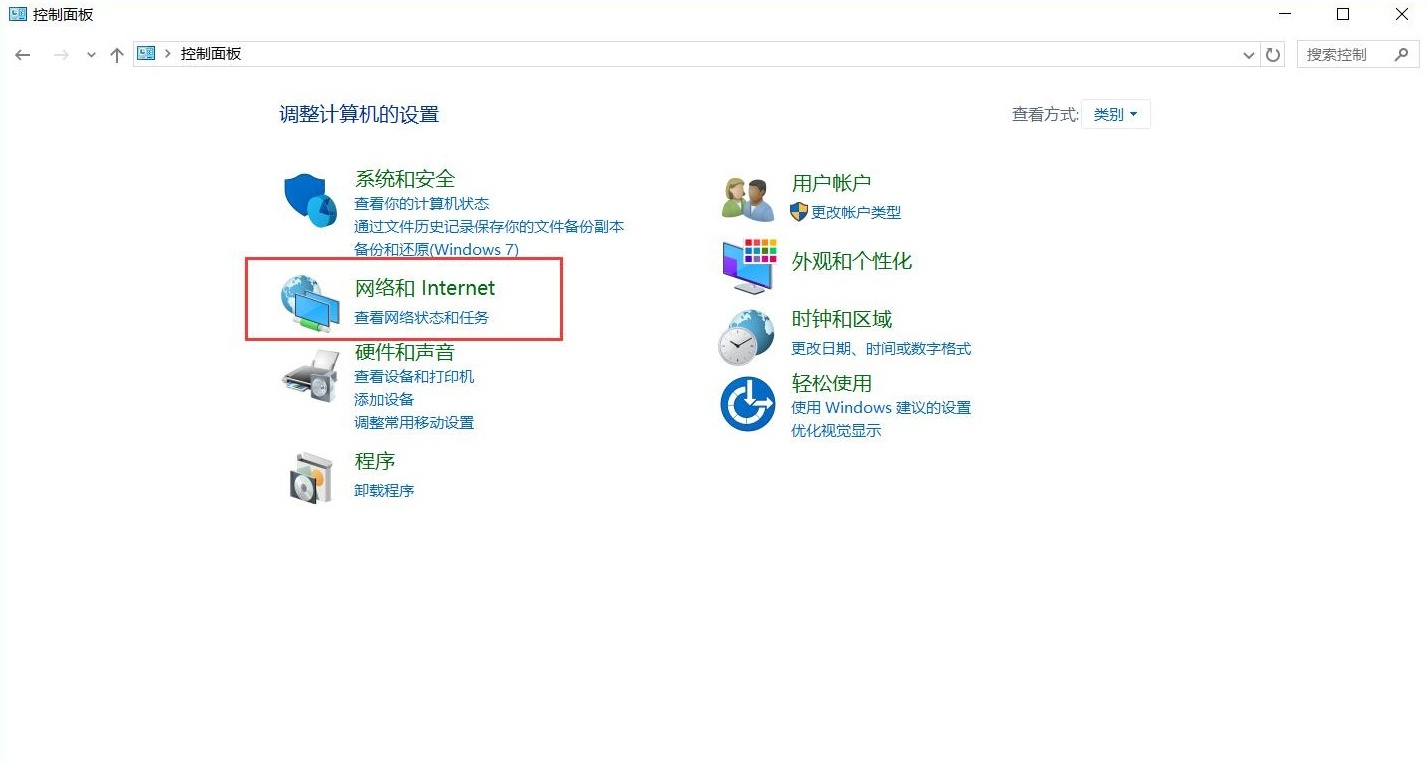 控制面板
控制面板
搜索控制
调整计算机的设置
查看方式: 类别
系统和安全
查看你的计算机状态
通过文件历史记录保存你的文件备份副本
备份和还原(Windows 7)
网络和 Internet
查看网络状态和任务
硬件和声音
查看设备和打印机
添加设备
调整常用移动设置
程序
卸载程序
用户帐户
更改帐户类型
外观和个性化
时钟和区域
更改日期、时间或数字格式
轻松使用
使用 Windows 建议的设置
优化视觉显示